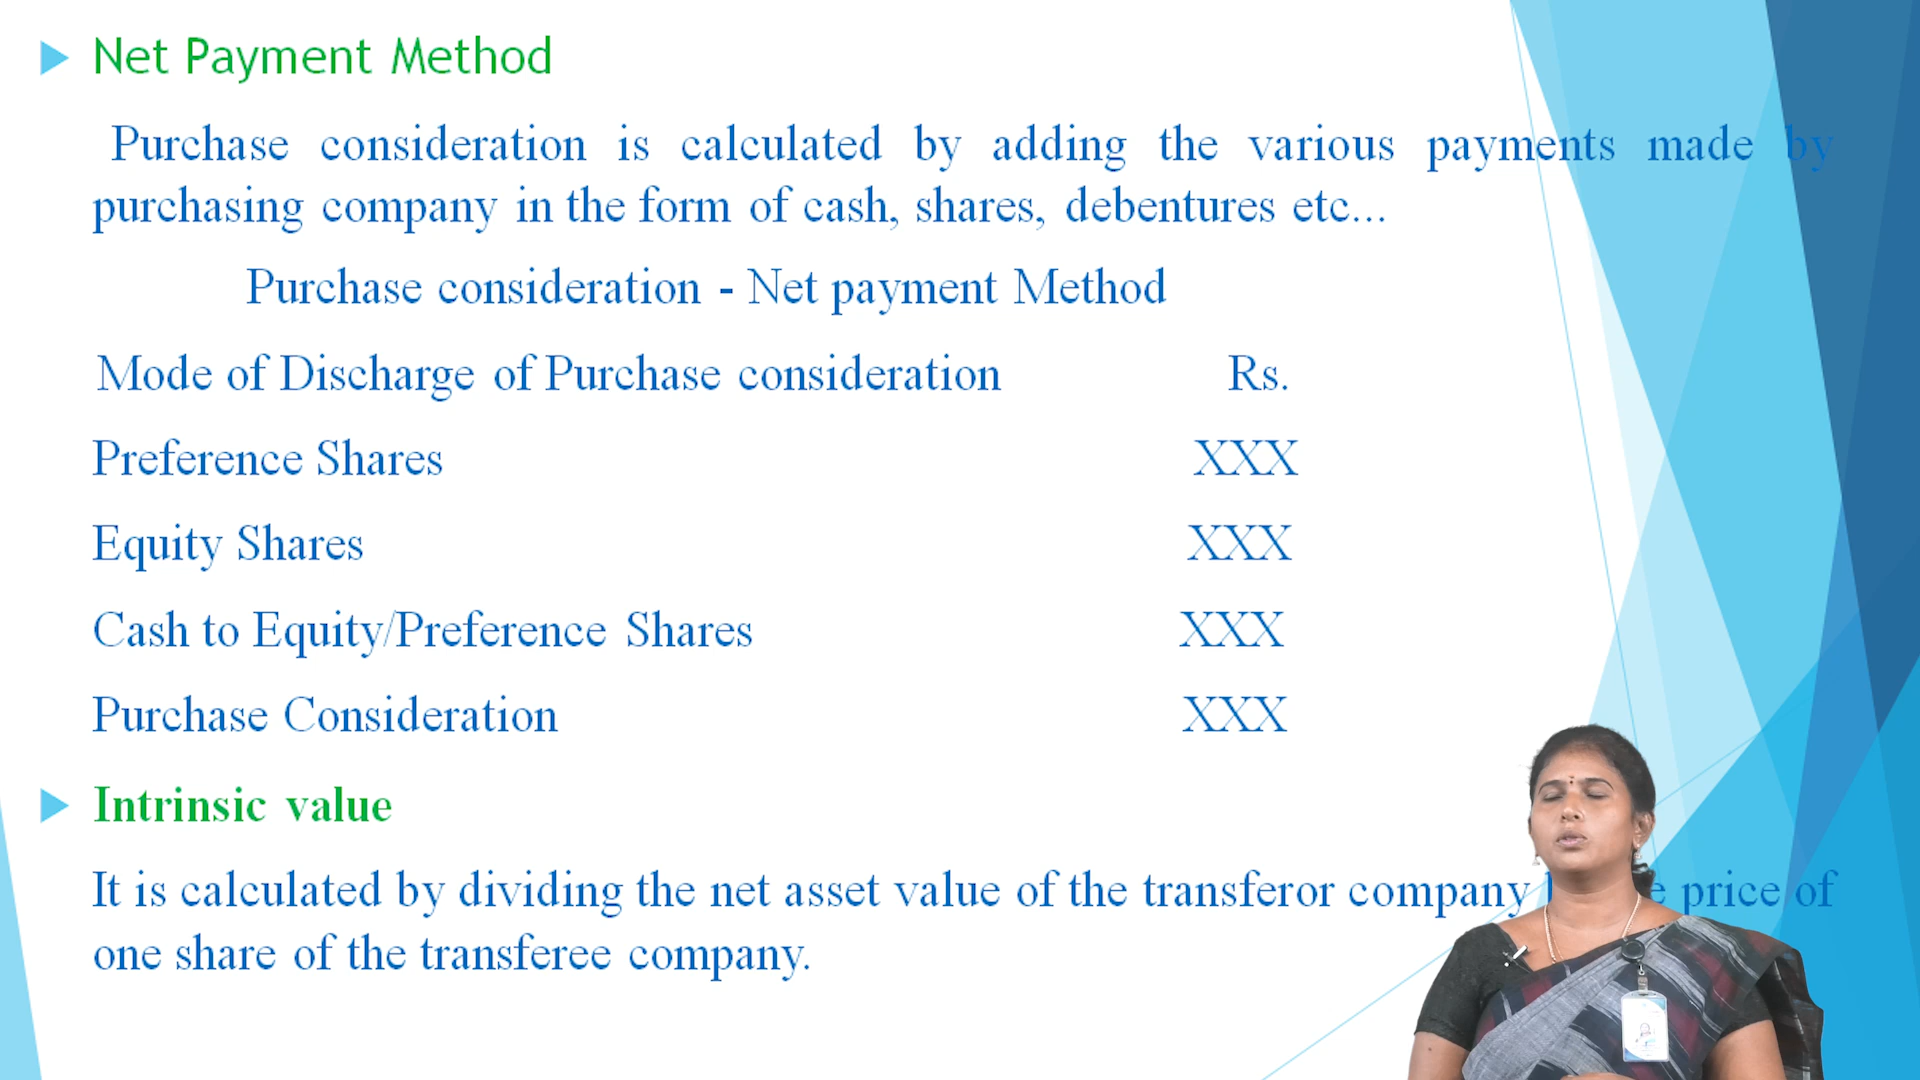 Net Payment Method
Purchase consideration is calculated by adding the various payments made by
purchasing company in the form of cash, shares, debentures etc...
Purchase consideration - Net payment Method
Mode of Discharge of Purchase consideration Rs.
Preference Shares XXX
Equity Shares XXX
Cash to Equity/Preference Shares XXX
Purchase Consideration XXX
Intrinsic value
It is calculated by dividing the net asset value of the transferor company price of
one share of the transferee company.